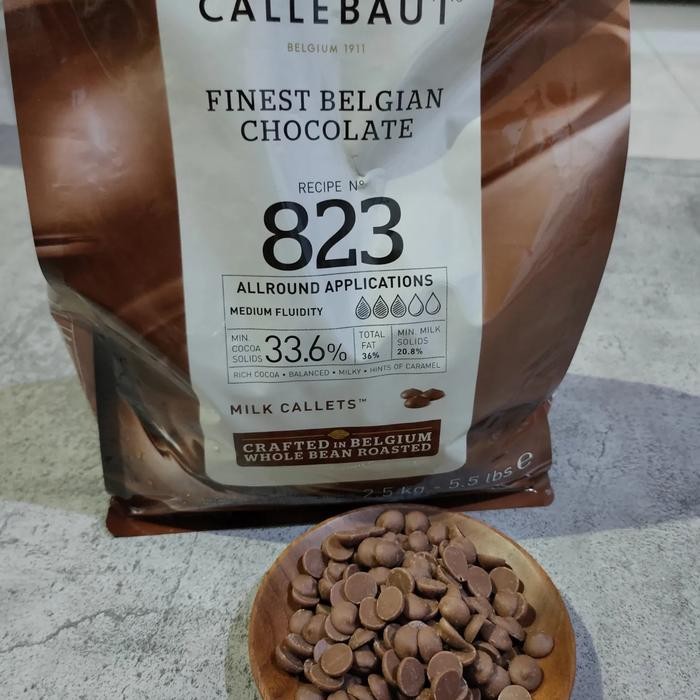 CALLEBAUT
BELGIUM 1911
FINEST BELGIAN
CHOCOLATE
RECIPE Nº
823
ALLROUND APPLICATIONS
MEDIUM FLUIDITY
MIN. COCOA SOLIDS 33.6%
TOTAL FAT 36%
MIN. MILK SOLIDS 20.8%
RICH COCOA • BALANCED • MILKY • HINTS OF CARAMEL
MILK CALLETS™
CRAFTED IN BELGIUM
WHOLE BEAN ROASTED
2.5 kg - 5.5 lbs e